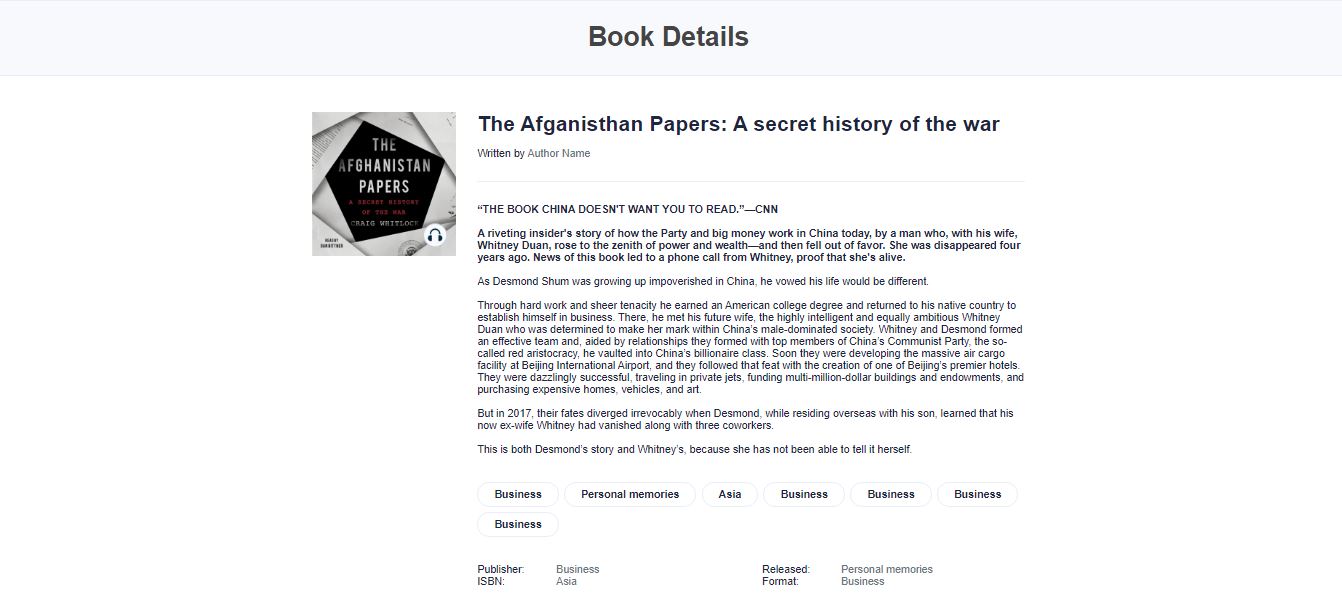 Book Details
THE
AFGHANISTAN
PAPERS
A SECRET HISTORY
OF THE WAR
CRAIG WHITLOCK
READ BY
DAN BITTNER
The Afganisthan Papers: A secret history of the war
Written by Author Name
“THE BOOK CHINA DOESN'T WANT YOU TO READ.”—CNN
A riveting insider's story of how the Party and big money work in China today, by a man who, with his wife,
Whitney Duan, rose to the zenith of power and wealth—and then fell out of favor. She was disappeared four
years ago. News of this book led to a phone call from Whitney, proof that she's alive.
As Desmond Shum was growing up impoverished in China, he vowed his life would be different.
Through hard work and sheer tenacity he earned an American college degree and returned to his native country to
establish himself in business. There, he met his future wife, the highly intelligent and equally ambitious Whitney
Duan who was determined to make her mark within China’s male-dominated society. Whitney and Desmond formed
an effective team and, aided by relationships they formed with top members of China’s Communist Party, the so-
called red aristocracy, he vaulted into China’s billionaire class. Soon they were developing the massive air cargo
facility at Beijing International Airport, and they followed that feat with the creation of one of Beijing’s premier hotels.
They were dazzlingly successful, traveling in private jets, funding multi-million-dollar buildings and endowments, and
purchasing expensive homes, vehicles, and art.
But in 2017, their fates diverged irrevocably when Desmond, while residing overseas with his son, learned that his
now ex-wife Whitney had vanished along with three coworkers.
This is both Desmond’s story and Whitney’s, because she has not been able to tell it herself.
Business Personal memories Asia Business Business Business
Business
Publisher: Business Released: Personal memories
ISBN: Asia Format: Business